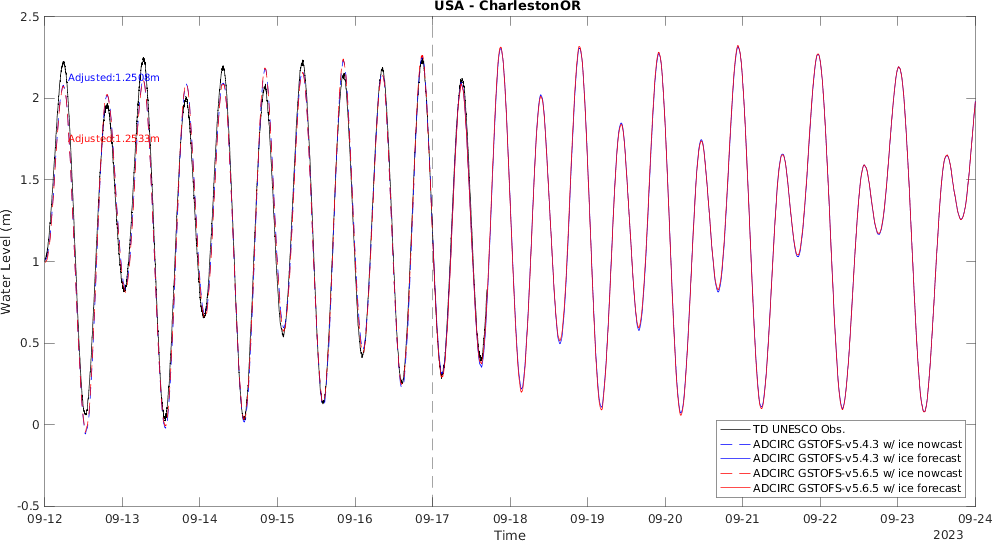 USA - CharlestonOR
2.5
2
1.5
1
0.5
0
-0.5
Water Level (m)
Adjusted:1.2508m
Adjusted:1.2533m
TD UNESCO Obs.
ADCIRC GSTOFS-v5.4.3 w/ ice nowcast
ADCIRC GSTOFS-v5.4.3 w/ ice forecast
ADCIRC GSTOFS-v5.6.5 w/ ice nowcast
ADCIRC GSTOFS-v5.6.5 w/ ice forecast
09-12 09-13 09-14 09-15 09-16 09-17 09-18 09-19 09-20 09-21 09-22 09-23 09-24
Time
2023